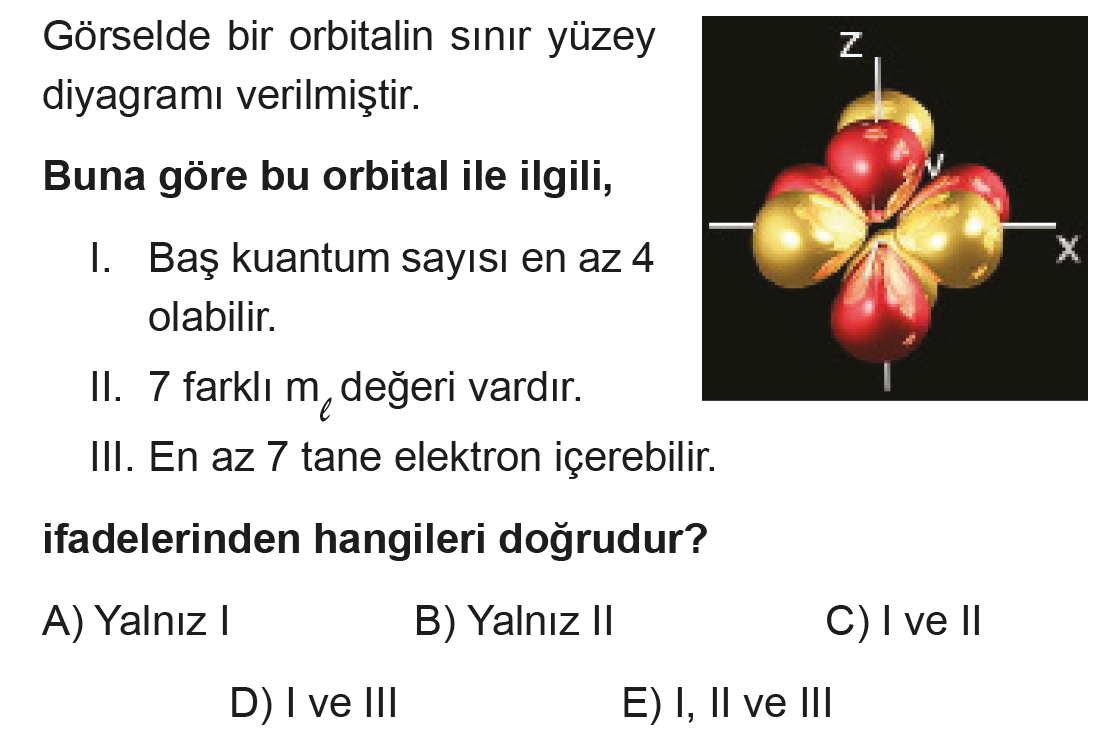 Görselde bir orbitalin sınır yüzey
diyagramı verilmiştir.
Z
y
X
Buna göre bu orbital ile ilgili,
I. Baş kuantum sayısı en az 4
olabilir.
II. 7 farklı mℓ değeri vardır.
III. En az 7 tane elektron içerebilir.
ifadelerinden hangileri doğrudur?
A) Yalnız I B) Yalnız II C) I ve II
D) I ve III E) I, II ve III